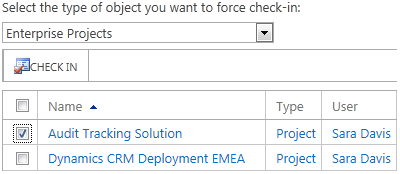 Select the type of object you want to force check-in:
Enterprise Projects
CHECK IN
Name Type User
Audit Tracking Solution Project Sara Davis
Dynamics CRM Deployment EMEA Project Sara Davis